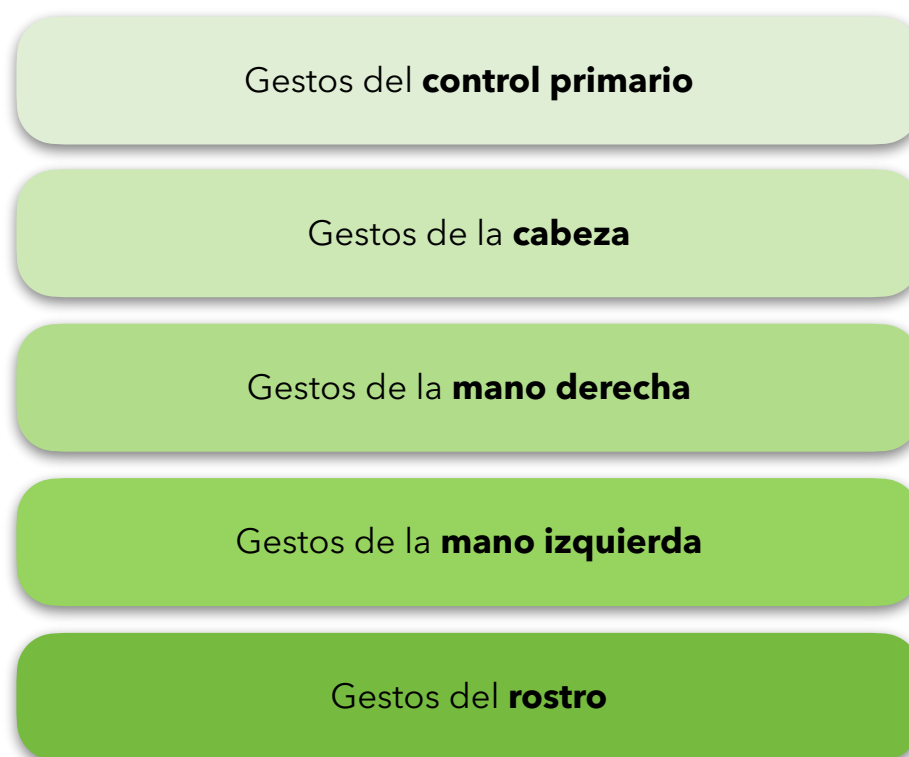 Gestos del control primario
Gestos de la cabeza
Gestos de la mano derecha
Gestos de la mano izquierda
Gestos del rostro